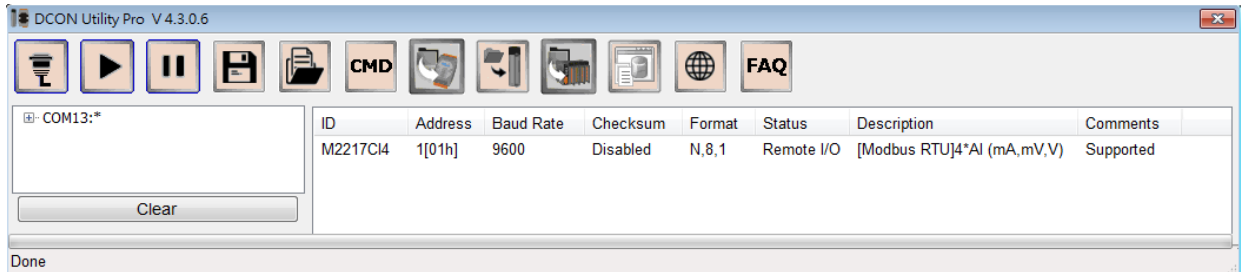 DCON Utility Pro V 4.3.0.6
CMD
FAQ
COM13:*
Clear
ID Address Baud Rate Checksum Format Status Description Comments
M2217CI4 1[01h] 9600 Disabled N,8,1 Remote I/O [Modbus RTU]4*AI (mA,mV,V) Supported
Done